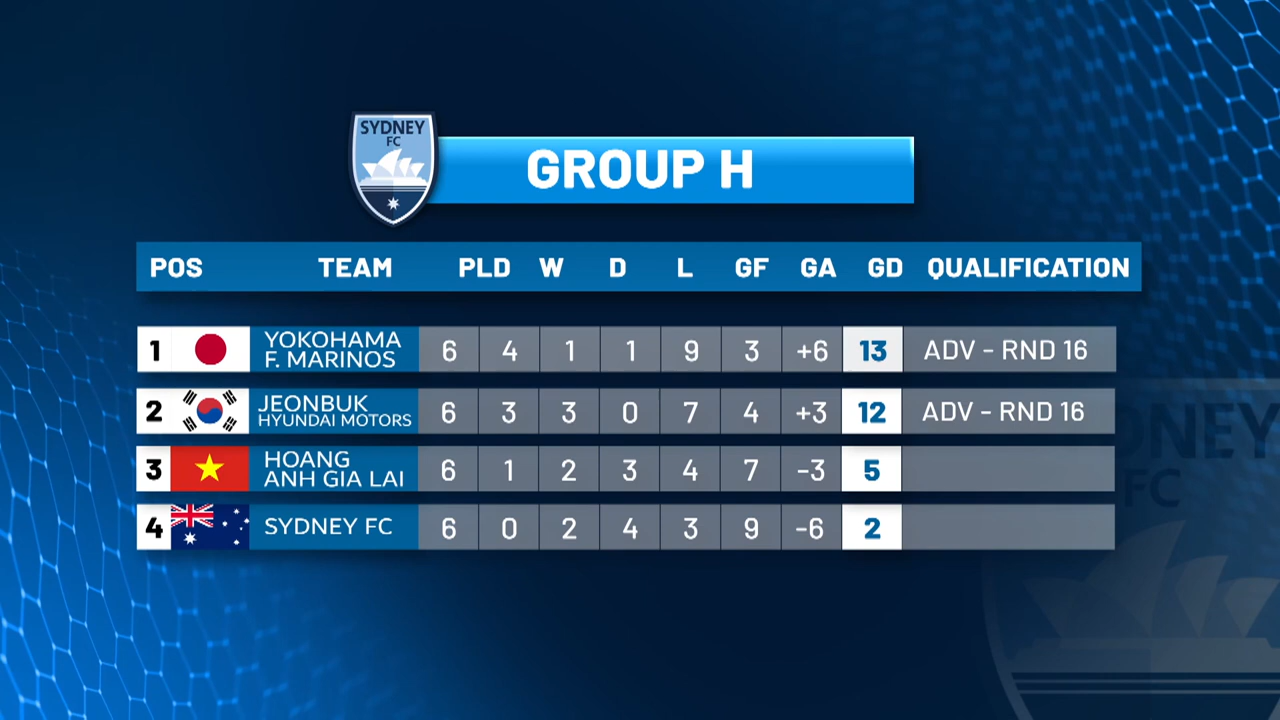 SYDNEY
FC
GROUP H
POS TEAM PLD W D L GF GA GD QUALIFICATION
1 YOKOHAMA F. MARINOS 6 4 1 1 9 3 +6 13 ADV - RND 16
2 JEONBUK HYUNDAI MOTORS 6 3 3 0 7 4 +3 12 ADV - RND 16
3 HOANG ANH GIA LAI 6 1 2 3 4 7 -3 5
4 SYDNEY FC 6 0 2 4 3 9 -6 2
DNEY
FC